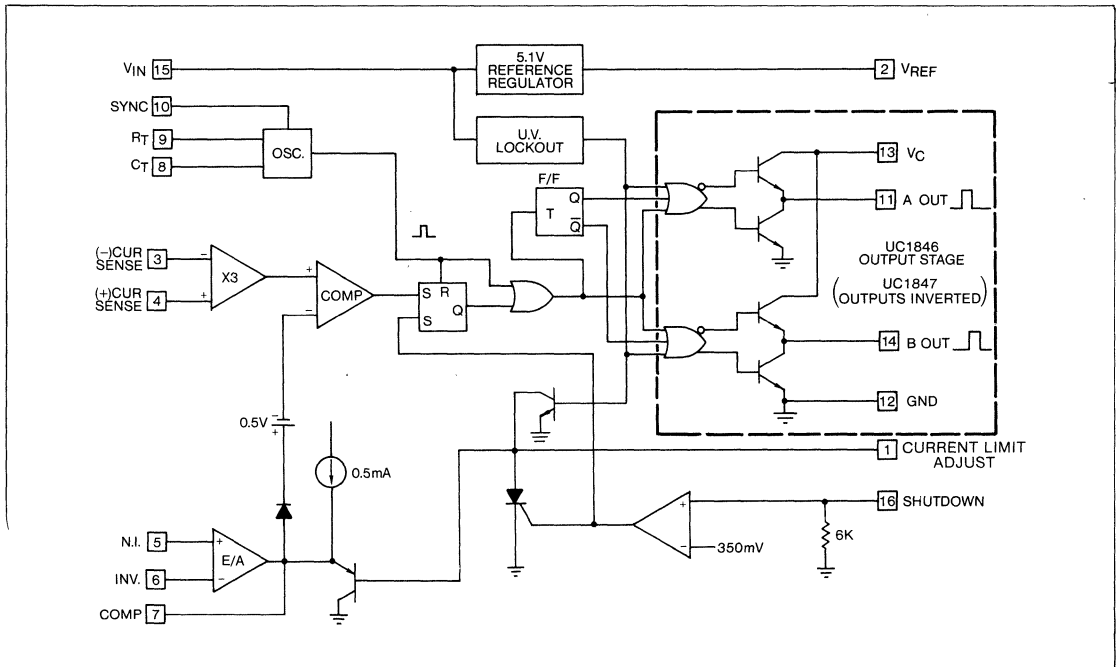 VIN 15
5.1V
REFERENCE
REGULATOR
2 VREF
SYNC 10
RT 9
CT 8
OSC.
U.V.
LOCKOUT
F/F
T
Q
Q̅
13 VC
11 A OUT
UC1846
OUTPUT STAGE
(UC1847
OUTPUTS INVERTED)
(−)CUR
SENSE 3
(+)CUR
SENSE 4
−
+
X3
+
−
COMP
S R
Q
S
14 B OUT
12 GND
0.5V
−
+
0.5mA
1 CURRENT LIMIT
ADJUST
16 SHUTDOWN
+
−
350mV
6K
N.I. 5
INV. 6
COMP 7
+
−
E/A